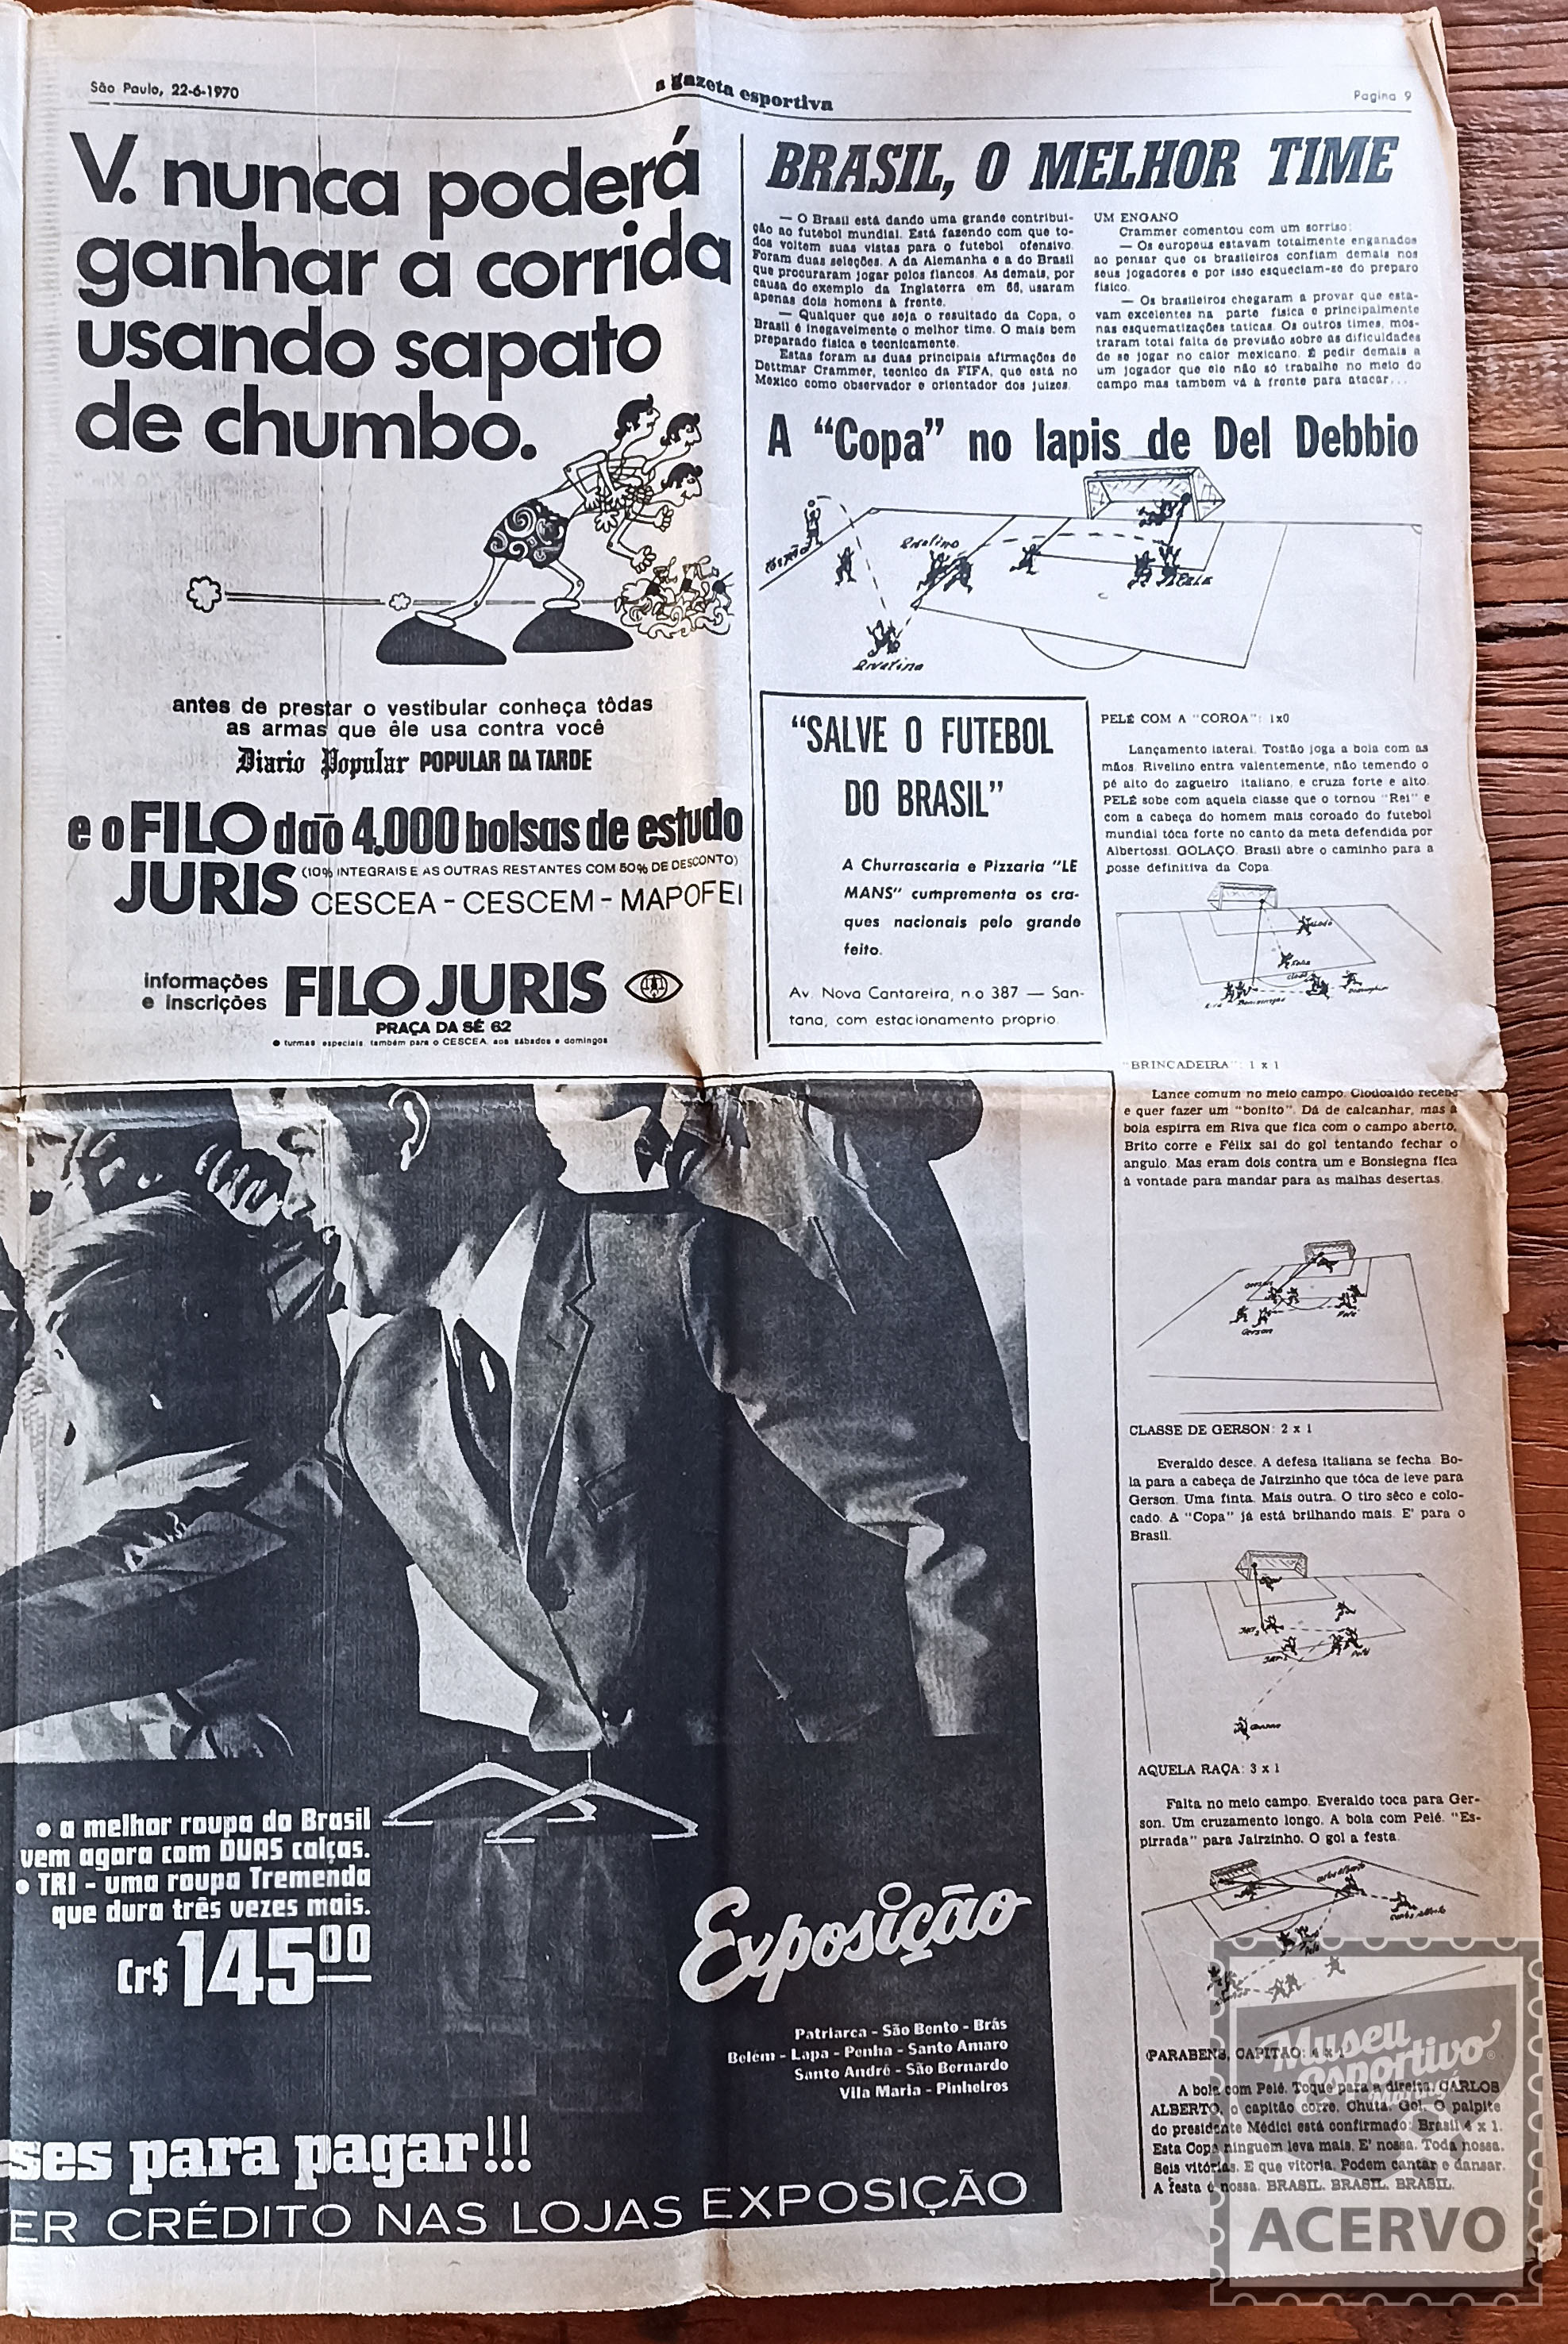 São Paulo, 22-6-1970
a gazeta esportiva
Pagina 9
V. nunca poderá
ganhar a corrida
usando sapato
de chumbo.
antes de prestar o vestibular conheça tôdas
as armas que êle usa contra você
Diario Popular POPULAR DA TARDE
e o FILO dão 4.000 bolsas de estudo
JURIS (10% INTEGRAIS E AS OUTRAS RESTANTES COM 50% DE DESCONTO)
CESCEA - CESCEM - MAPOFEI
informações
e inscrições
FILO JURIS
PRAÇA DA SÉ 62
● turmas especiais também para o CESCEA, aos sábados e domingos
BRASIL, O MELHOR TIME
— O Brasil está dando uma grande contribui-
ção ao futebol mundial. Está fazendo com que to-
dos voltem suas vistas para o futebol ofensivo.
Foram duas seleções. A da Alemanha e a do Brasil
que procuraram jogar pelos flancos. As demais, por
causa do exemplo da Inglaterra em 66, usaram
apenas dois homens à frente.
— Qualquer que seja o resultado da Copa, o
Brasil é inegavelmente o melhor time. O mais bem
preparado fisica e tecnicamente.
Estas foram as duas principais afirmações de
Dettmar Crammer, tecnico da FIFA, que está no
Mexico como observador e orientador dos juizes.
UM ENGANO
Crammer comentou com um sorriso:
— Os europeus estavam totalmente enganados
ao pensar que os brasileiros confiam demais nos
seus jogadores e por isso esqueciam-se do preparo
fisico.
— Os brasileiros chegaram a provar que esta-
vam excelentes na parte fisica e principalmente
nas esquematizações taticas. Os outros times, mos-
traram total falta de previsão sobre as dificuldades
de se jogar no calor mexicano. É pedir demais a
um jogador que ele não só trabalhe no meio do
campo mas tambem vá à frente para atacar...
A "Copa" no lapis de Del Debbio
TOSTÃO
Rivelino
PELÉ
Rivelino
"SALVE O FUTEBOL
DO BRASIL"
A Churrascaria e Pizzaria "LE
MANS" cumprementa os cra-
ques nacionais pelo grande
feito.
Av. Nova Cantareira, n.o 387 — San-
tana, com estacionamento proprio.
PELÉ COM A "COROA": 1x0
Lançamento lateral. Tostão joga a bola com as
mãos. Rivelino entra valentemente, não temendo o
pé alto do zagueiro italiano, e cruza forte e alto.
PELÉ sobe com aquela classe que o tornou "Rei" e
com a cabeça do homem mais coroado do futebol
mundial tóca forte no canto da meta defendida por
Albertossi. GOLAÇO. Brasil abre o caminho para a
posse definitiva da Copa.
"BRINCADEIRA": 1 x 1
Lance comum no meio campo. Clodoaldo recebe
e quer fazer um "bonito". Dá de calcanhar, mas a
bola espirra em Riva que fica com o campo aberto,
Brito corre e Félix sai do gol tentando fechar o
angulo. Mas eram dois contra um e Bonsiegna fica
à vontade para mandar para as malhas desertas.
Gerson
Gerson
Pelé
CLASSE DE GERSON: 2 x 1
Everaldo desce. A defesa italiana se fecha. Bo-
la para a cabeça de Jairzinho que tóca de leve para
Gerson. Uma finta. Mais outra. O tiro sêco e colo-
cado. A "Copa" já está brilhando mais. E' para o
Brasil.
Pelé
Gerson
AQUELA RAÇA: 3 x 1
Falta no meio campo. Everaldo toca para Ger-
son. Um cruzamento longo. A bola com Pelé. "Es-
pirrada" para Jairzinho. O gol a festa.
Carlos Alberto
Carlos Alberto
Pelé
PARABENS, CAPITÃO: 4 x 1
A bola com Pelé. Toque para a direita. CARLOS
ALBERTO, o capitão corre. Chuta. Gol. O palpite
do presidente Médici está confirmado: Brasil 4 x 1.
Esta Copa ninguem leva mais. E' nossa. Toda nossa.
Seis vitórias. E que vitoria. Podem cantar e dansar.
A festa é nossa. BRASIL. BRASIL. BRASIL.
● a melhor roupa do Brasil
vem agora com DUAS calças.
● TRI - uma roupa Tremenda
que dura três vezes mais.
Cr$ 145,00
Exposição
Patriarca - São Bento - Brás
Belém - Lapa - Penha - Santo Amaro
Santo André - São Bernardo
Vila Maria - Pinheiros
ses para pagar!!!
ER CRÉDITO NAS LOJAS EXPOSIÇÃO
Museu
Esportivo
Maringá
ACERVO